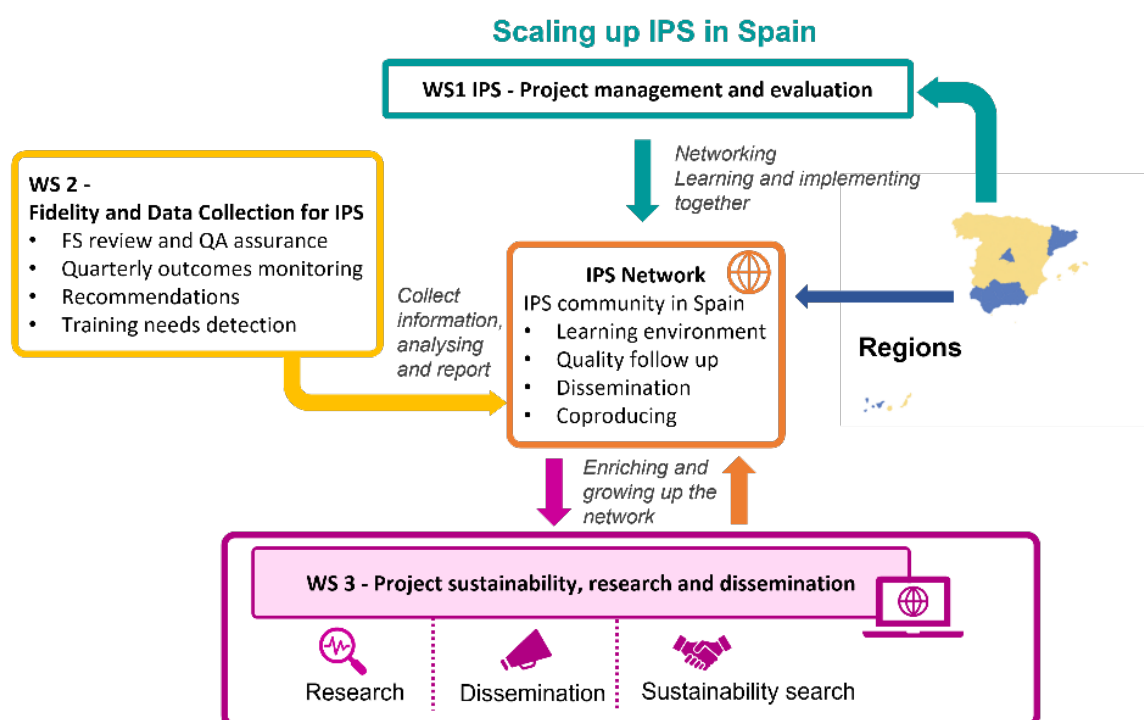 Scaling up IPS in Spain
WS1 IPS - Project management and evaluation
Networking
Learning and implementing
together
WS 2 -
Fidelity and Data Collection for IPS
• FS review and QA assurance
• Quarterly outcomes monitoring
• Recommendations
• Training needs detection
Collect
information,
analysing
and report
IPS Network
IPS community in Spain
• Learning environment
• Quality follow up
• Dissemination
• Coproducing
Regions
Enriching and
growing up the
network
WS 3 - Project sustainability, research and dissemination
Research
Dissemination
Sustainability search